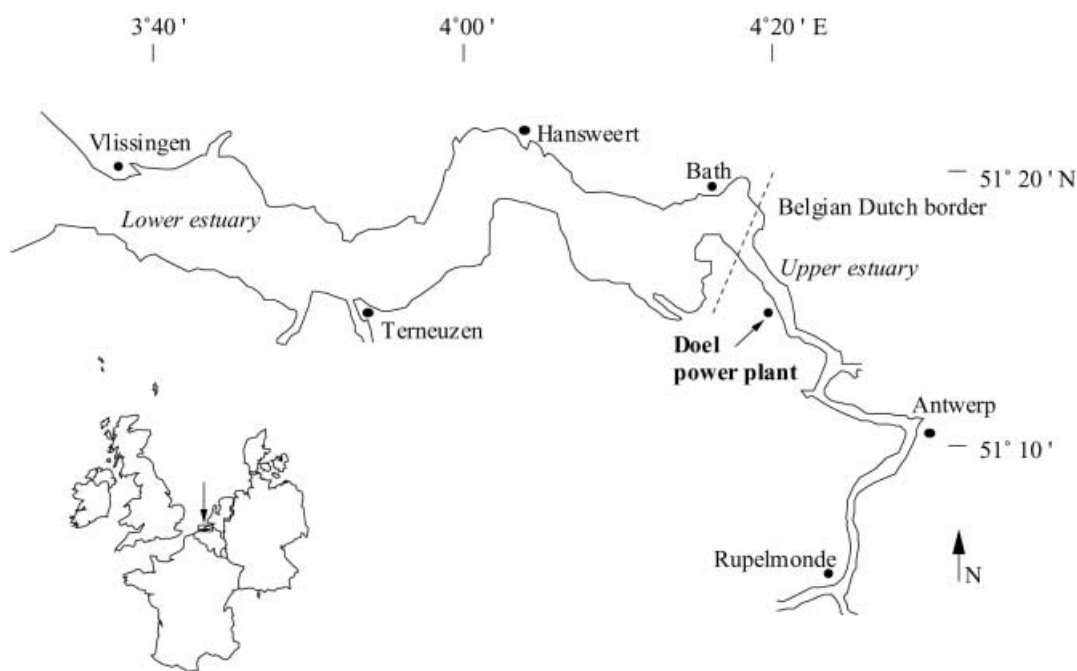 3°40 '
4°00 '
4°20 ' E
Vlissingen
Hansweert
Bath
51° 20 ' N
Belgian Dutch border
Lower estuary
Upper estuary
Terneuzen
Doel
power plant
Antwerp
51° 10 '
Rupelmonde
N